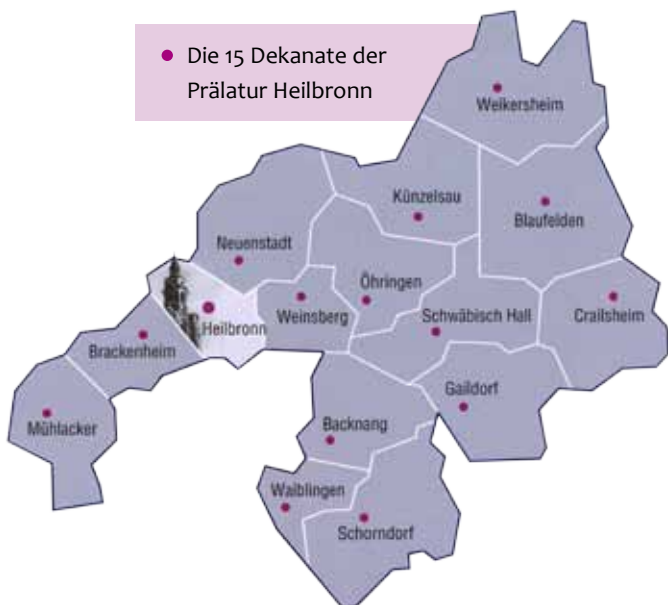 Die 15 Dekanate der
Prälatur Heilbronn
Weikersheim
Künzelsau
Blaufelden
Neuenstadt
Öhringen
Weinsberg
Heilbronn
Schwäbisch Hall
Crailsheim
Brackenheim
Gaildorf
Mühlacker
Backnang
Waiblingen
Schorndorf